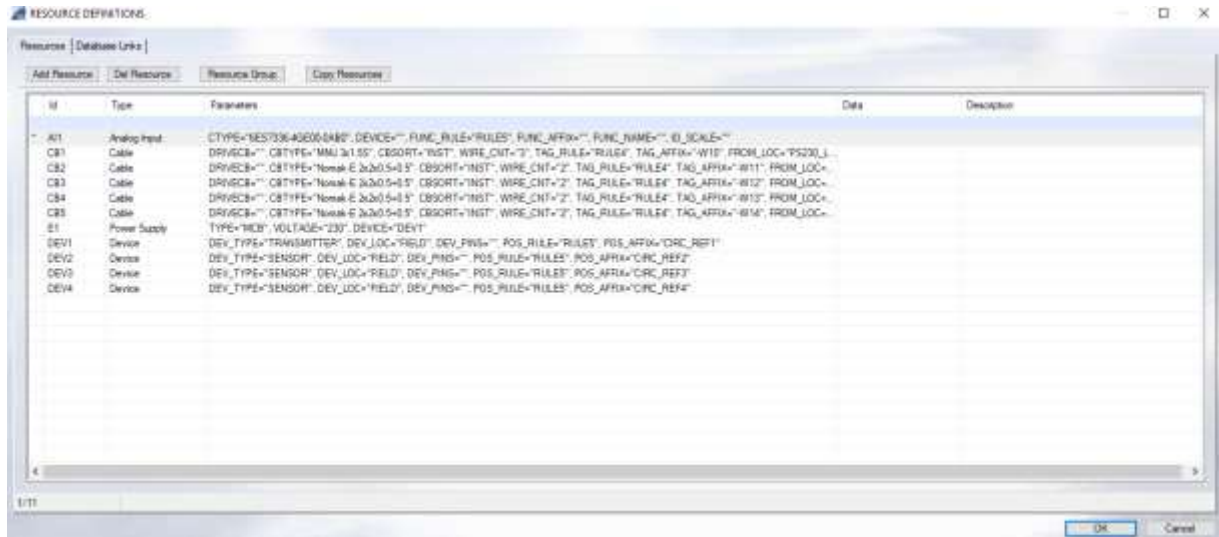 RESOURCE DEFINITIONS
Resources Database Links
Add Resource Del Resource Resource Group Copy Resources
Id Type Parameters Data Description
* AI1 Analog Input CTYPE="6ES7336-4GE00-0AB0", DEVICE="", FUNC_RULE="RULE5", FUNC_AFFIX="", FUNC_NAME="", IO_SCALE=""
CB1 Cable DRIVECB="", CBTYPE="MMJ 3x1.5S", CBSORT="INST", WIRE_CNT="3", TAG_RULE="RULE4", TAG_AFFIX="-W10", FROM_LOC="PS230_L...
CB2 Cable DRIVECB="", CBTYPE="Nomak-E 2x2x0.5+0.5", CBSORT="INST", WIRE_CNT="2", TAG_RULE="RULE4", TAG_AFFIX="-W11", FROM_LOC=...
CB3 Cable DRIVECB="", CBTYPE="Nomak-E 2x2x0.5+0.5", CBSORT="INST", WIRE_CNT="2", TAG_RULE="RULE4", TAG_AFFIX="-W12", FROM_LOC=...
CB4 Cable DRIVECB="", CBTYPE="Nomak-E 2x2x0.5+0.5", CBSORT="INST", WIRE_CNT="2", TAG_RULE="RULE4", TAG_AFFIX="-W13", FROM_LOC=...
CB5 Cable DRIVECB="", CBTYPE="Nomak-E 2x2x0.5+0.5", CBSORT="INST", WIRE_CNT="2", TAG_RULE="RULE4", TAG_AFFIX="-W14", FROM_LOC=...
E1 Power Supply TYPE="MCB", VOLTAGE="230", DEVICE="DEV1"
DEV1 Device DEV_TYPE="TRANSMITTER", DEV_LOC="FIELD", DEV_PINS="", POS_RULE="RULE5", POS_AFFIX="CIRC_REF1"
DEV2 Device DEV_TYPE="SENSOR", DEV_LOC="FIELD", DEV_PINS="", POS_RULE="RULE5", POS_AFFIX="CIRC_REF2"
DEV3 Device DEV_TYPE="SENSOR", DEV_LOC="FIELD", DEV_PINS="", POS_RULE="RULE5", POS_AFFIX="CIRC_REF3"
DEV4 Device DEV_TYPE="SENSOR", DEV_LOC="FIELD", DEV_PINS="", POS_RULE="RULE5", POS_AFFIX="CIRC_REF4"
1/11
OK Cancel